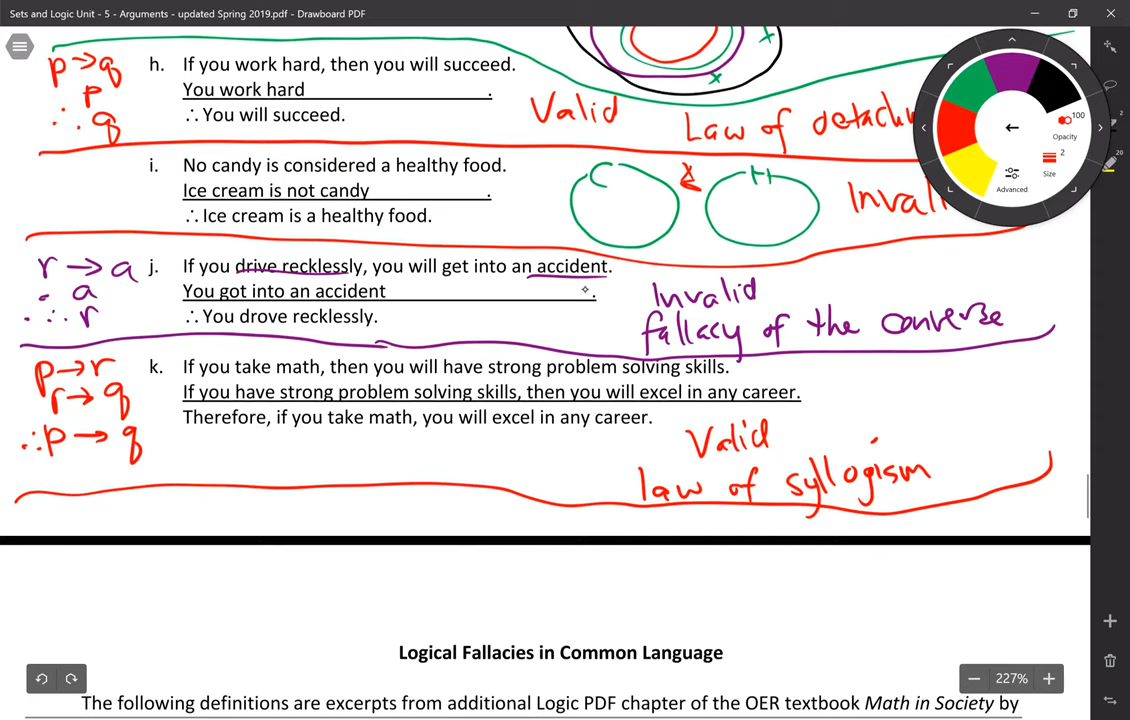 Sets and Logic Unit - 5 - Arguments - updated Spring 2019.pdf - Drawboard PDF
p→q
p
∴ q
h. If you work hard, then you will succeed.
You work hard .
∴ You will succeed.
Valid
Law of
100
Opacity
2
Size
Advanced
2
20
i. No candy is considered a healthy food.
Ice cream is not candy .
∴ Ice cream is a healthy food.
C
x
H
r → a
a
∴ r
j. If you drive recklessly, you will get into an accident.
You got into an accident .
∴ You drove recklessly.
Invalid
fallacy of the converse
p→r
r→q
∴p → q
k. If you take math, then you will have strong problem solving skills.
If you have strong problem solving skills, then you will excel in any career.
Therefore, if you take math, you will excel in any career.
Valid
law of syllogism
Logical Fallacies in Common Language
227%
The following definitions are excerpts from additional Logic PDF chapter of the OER textbook Math in Society by